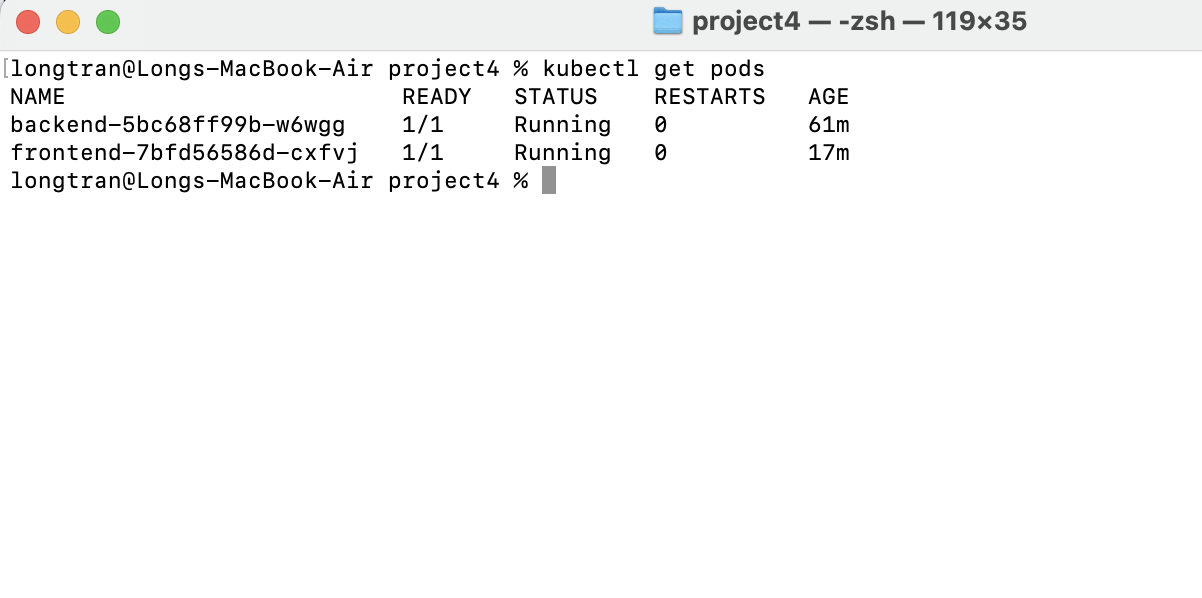 project4 — -zsh — 119×35
longtran@Longs-MacBook-Air project4 % kubectl get pods
NAME READY STATUS RESTARTS AGE
backend-5bc68ff99b-w6wgg 1/1 Running 0 61m
frontend-7bfd56586d-cxfvj 1/1 Running 0 17m
longtran@Longs-MacBook-Air project4 %